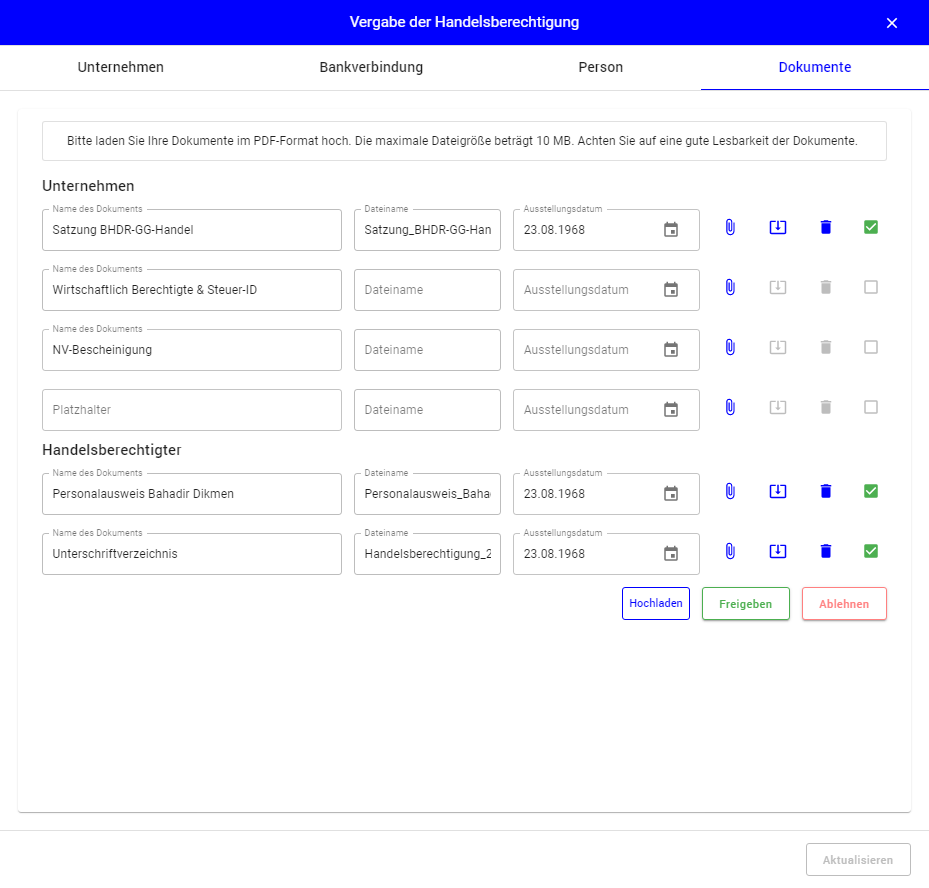 Vergabe der Handelsberechtigung
Unternehmen Bankverbindung Person Dokumente
Bitte laden Sie Ihre Dokumente im PDF-Format hoch. Die maximale Dateigröße beträgt 10 MB. Achten Sie auf eine gute Lesbarkeit der Dokumente.
Unternehmen
Name des Dokuments Dateiname Ausstellungsdatum
Satzung BHDR-GG-Handel Satzung_BHDR-GG-Han 23.08.1968
Name des Dokuments
Wirtschaftlich Berechtigte & Steuer-ID Dateiname Ausstellungsdatum
Name des Dokuments
NV-Bescheinigung Dateiname Ausstellungsdatum
Platzhalter Dateiname Ausstellungsdatum
Handelsberechtigter
Name des Dokuments Dateiname Ausstellungsdatum
Personalausweis Bahadir Dikmen Personalausweis_Baha 23.08.1968
Name des Dokuments Dateiname Ausstellungsdatum
Unterschriftverzeichnis Handelsberechtigung_2 23.08.1968
Hochladen Freigeben Ablehnen
Aktualisieren